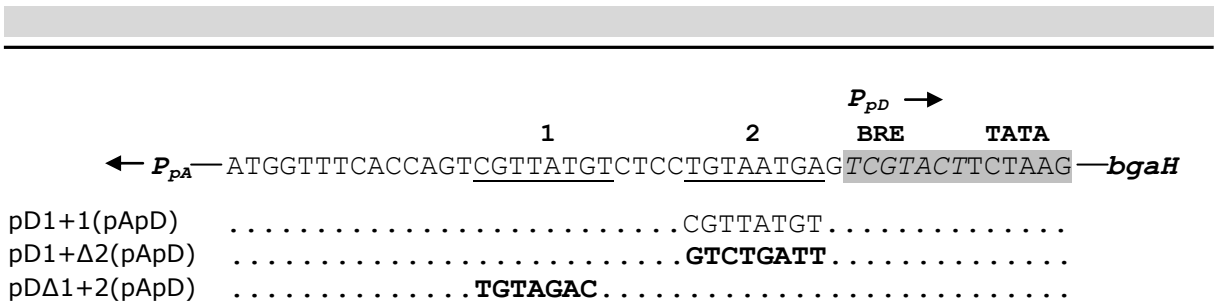 P_pD →
1 2 BRE TATA
← P_pA—ATGGTTTCACCAGTCGTTATGTCTCCTGTAATGAGTCGTACTTCTAAG—bgaH
pD1+1(pApD) ..........................CGTTATGT..............
pD1+Δ2(pApD) ..........................GTCTGATT..............
pDΔ1+2(pApD) ..............TGTAGAC...........................